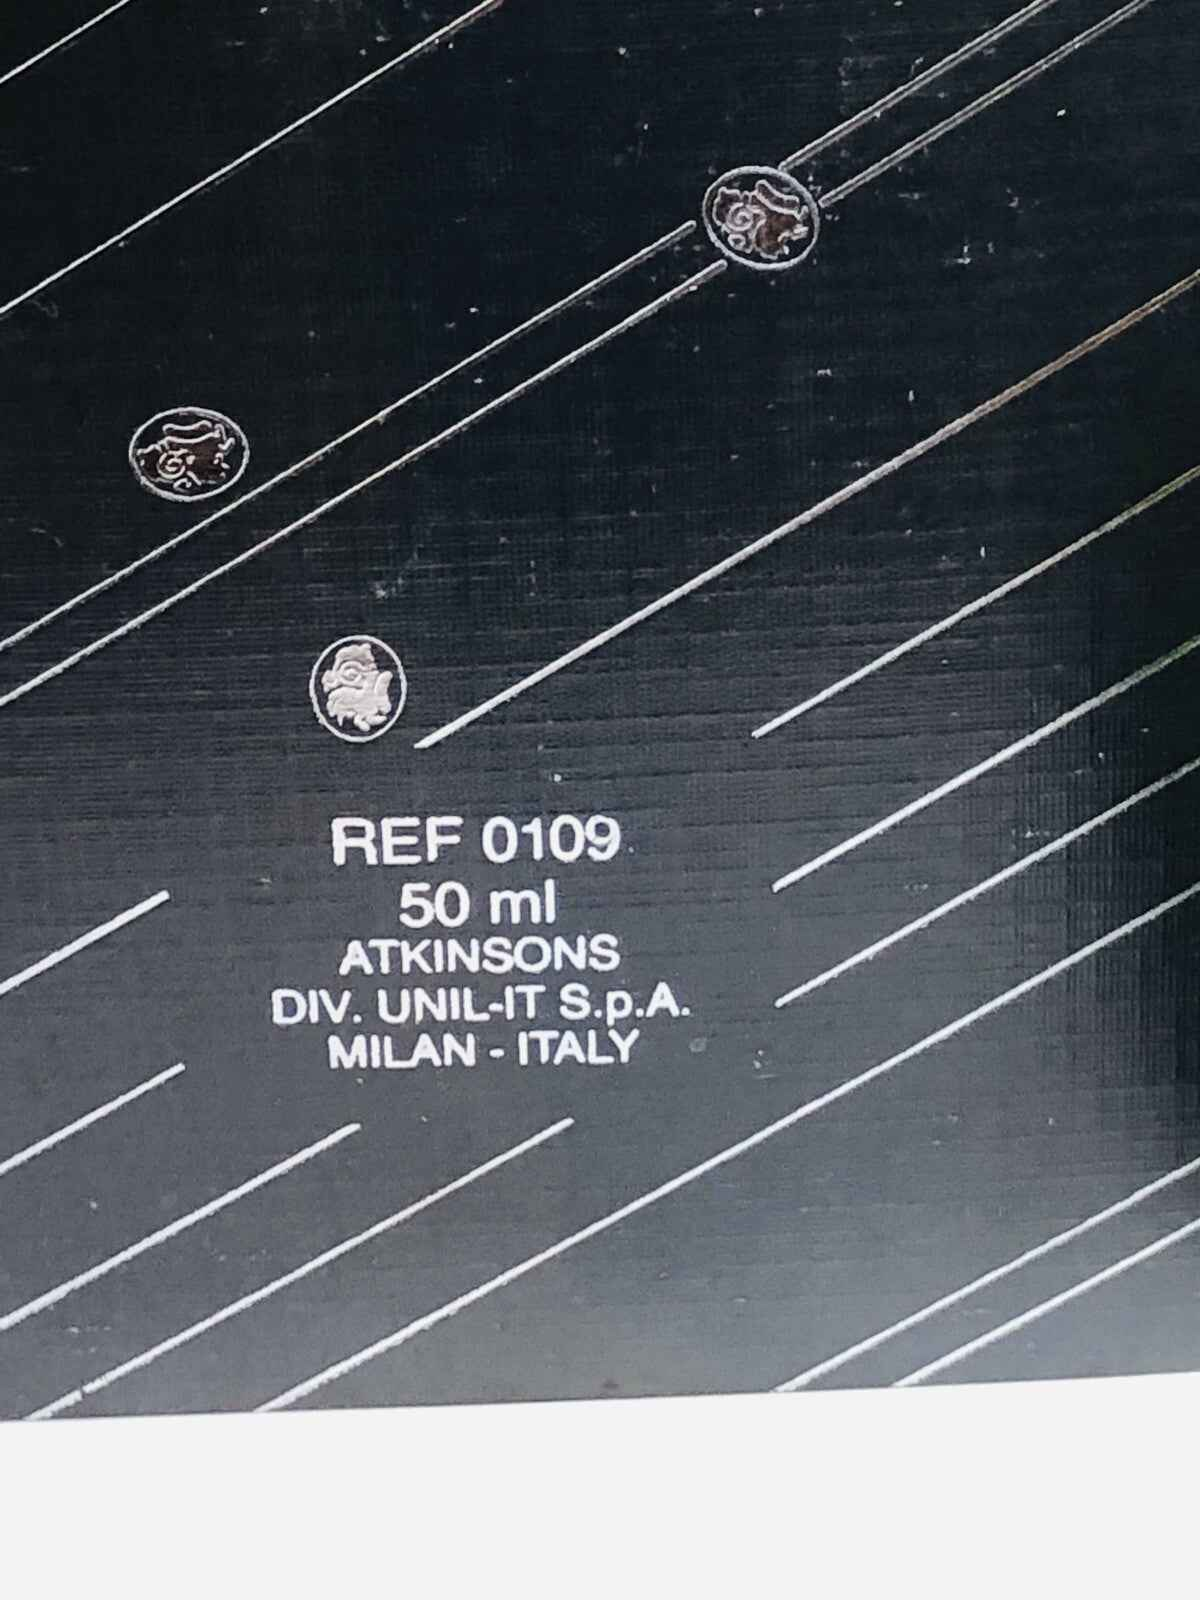 REF 0109
50 ml
ATKINSONS
DIV. UNIL-IT S.p.A.
MILAN - ITALY